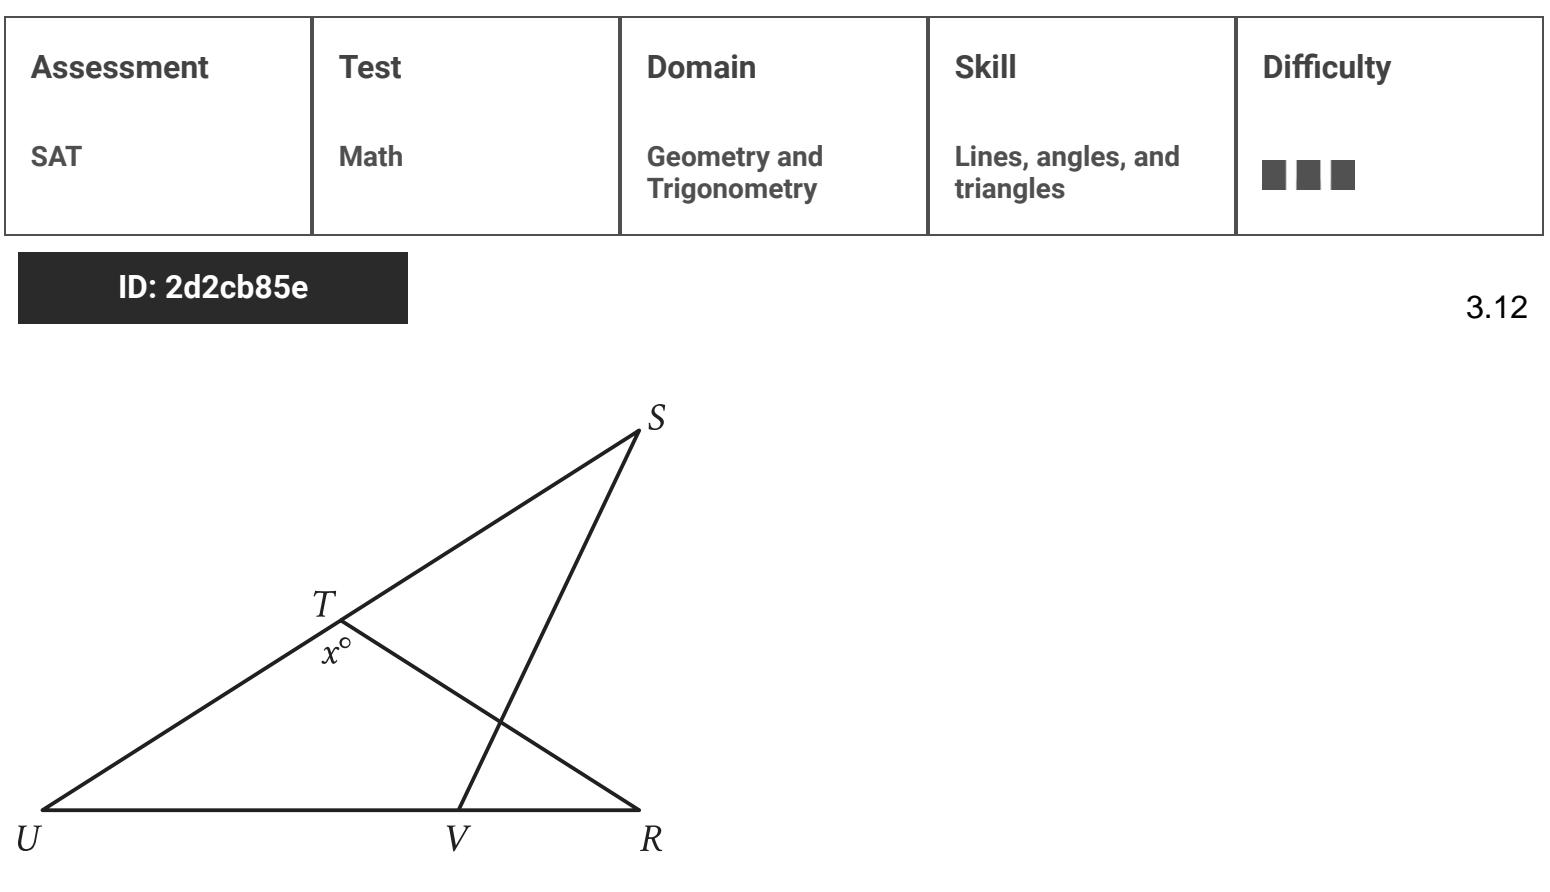 Assessment Test Domain Skill Difficulty
SAT Math Geometry and Lines, angles, and
Trigonometry triangles
ID: 2d2cb85e
3.12
S
T
x°
U V R